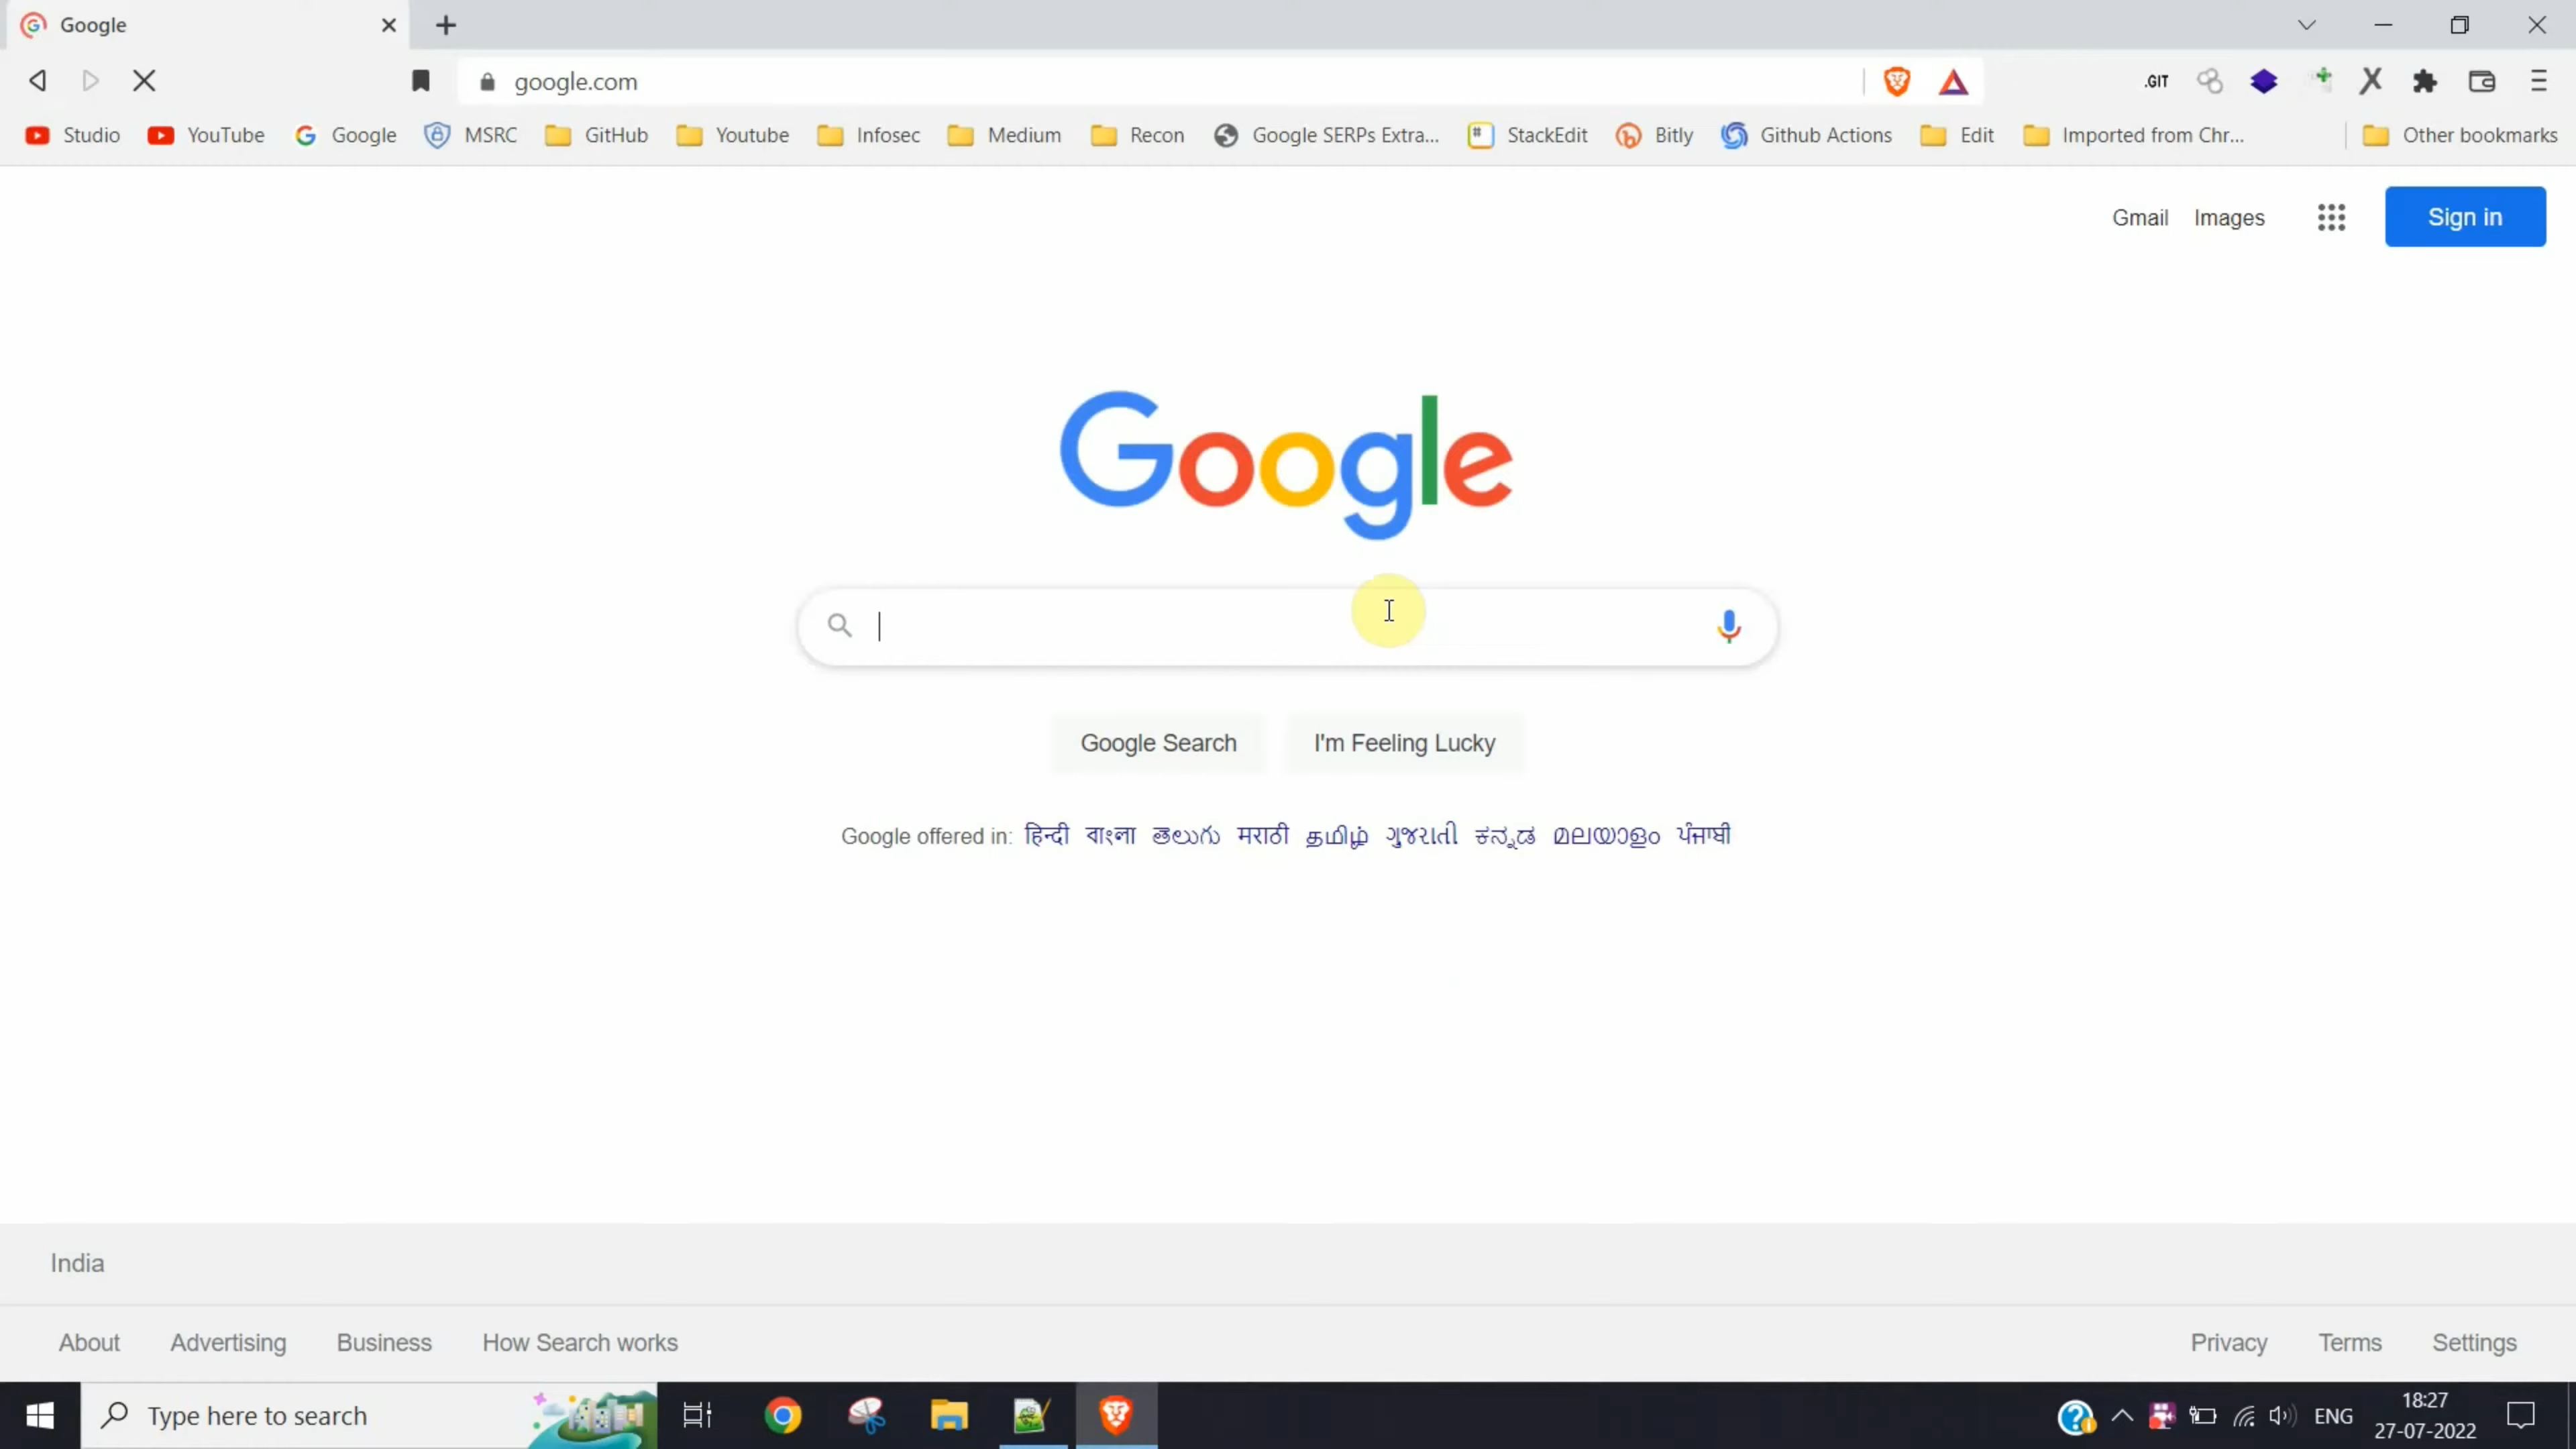 Google
google.com
Studio YouTube Google MSRC GitHub Youtube Infosec Medium Recon Google SERPs Extra... StackEdit Bitly Github Actions Edit Imported from Chr... Other bookmarks
.GIT
Gmail Images Sign in
Google
Google Search I'm Feeling Lucky
Google offered in: हिन्दी বাংলা తెలుగు मराठी தமிழ் ગુજરાતી ಕನ್ನಡ മലയാളം ਪੰਜਾਬੀ
India
About Advertising Business How Search works Privacy Terms Settings
Type here to search
ENG
18:27
27-07-2022